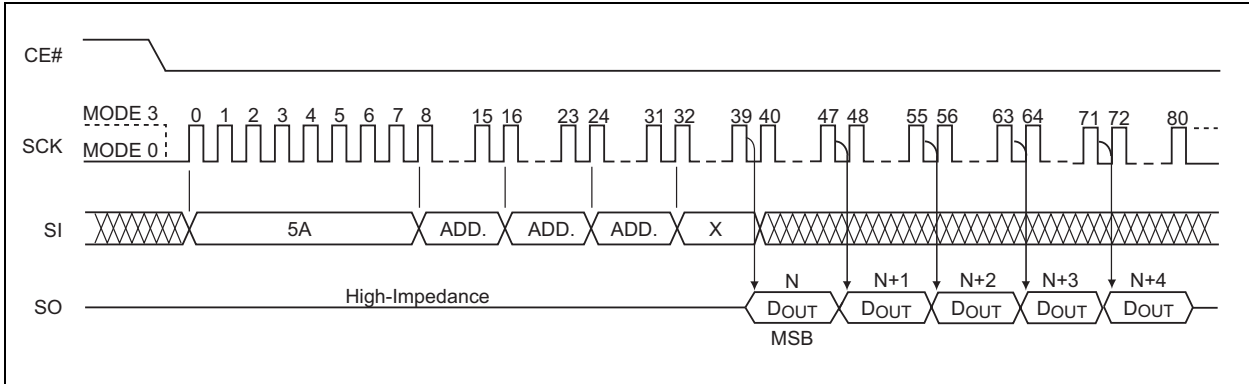 CE#
MODE 3
0 1 2 3 4 5 6 7 8 15 16 23 24 31 32 39 40 47 48 55 56 63 64 71 72 80
SCK
MODE 0
SI
5A ADD. ADD. ADD. X
N N+1 N+2 N+3 N+4
SO
High-Impedance
DOUT DOUT DOUT DOUT DOUT
MSB